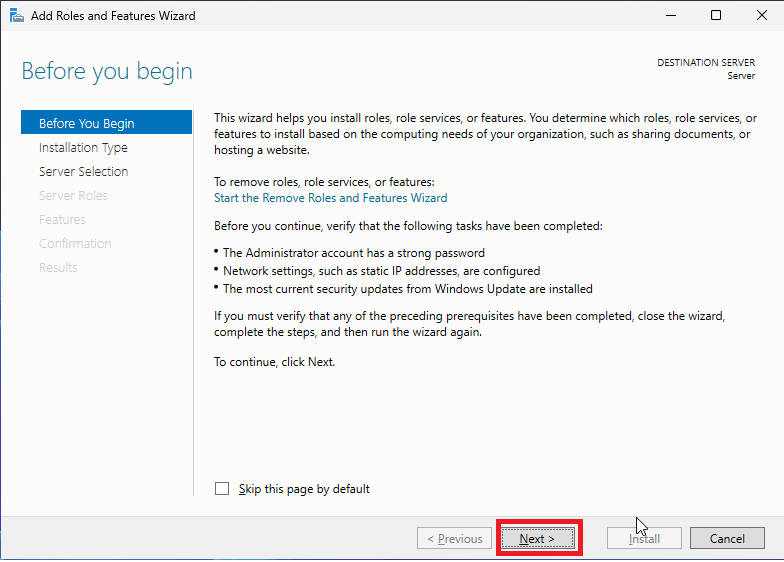 Add Roles and Features Wizard
Before you begin
DESTINATION SERVER
Server
Before You Begin
Installation Type
Server Selection
Server Roles
Features
Confirmation
Results
This wizard helps you install roles, role services, or features. You determine which roles, role services, or
features to install based on the computing needs of your organization, such as sharing documents, or
hosting a website.
To remove roles, role services, or features:
Start the Remove Roles and Features Wizard
Before you continue, verify that the following tasks have been completed:
• The Administrator account has a strong password
• Network settings, such as static IP addresses, are configured
• The most current security updates from Windows Update are installed
If you must verify that any of the preceding prerequisites have been completed, close the wizard,
complete the steps, and then run the wizard again.
To continue, click Next.
Skip this page by default
< Previous
Next >
Install
Cancel